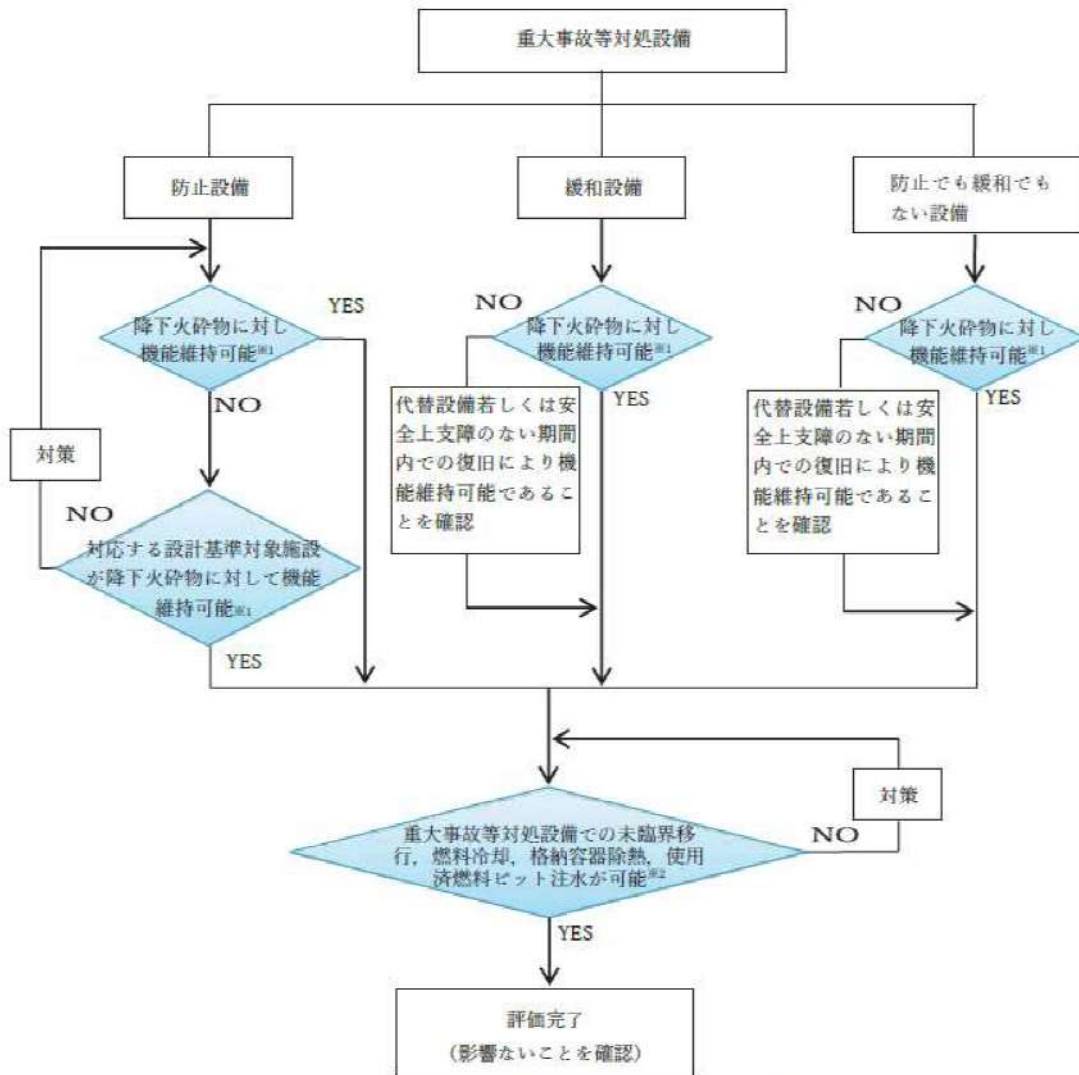 重大事故等対処設備
防止設備
緩和設備
防止でも緩和でも
ない設備
YES
降下火砕物に対し
機能維持可能※1
NO
NO
降下火砕物に対し
機能維持可能※1
YES
NO
降下火砕物に対し
機能維持可能※1
YES
対策
代替設備若しくは安
全上支障のない期間
内での復旧により機
能維持可能であるこ
とを確認
代替設備若しくは安
全上支障のない期間
内での復旧により機
能維持可能であるこ
とを確認
NO
対応する設計基準対象施設
が降下火砕物に対して機能
維持可能※1
YES
対策
重大事故等対処設備での未臨界移
行，燃料冷却，格納容器除熱，使用
済燃料ピット注水が可能※2
NO
YES
評価完了
（影響ないことを確認）